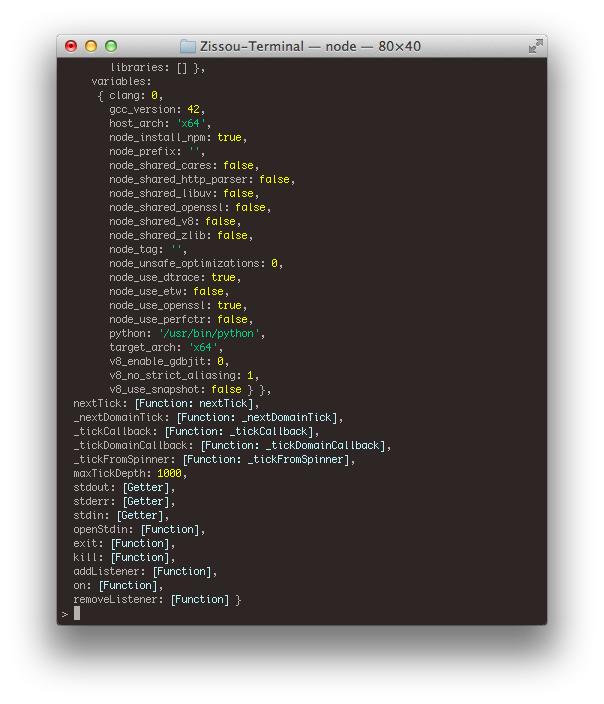 Zissou-Terminal — node — 80×40
libraries: [] },
variables:
{ clang: 0,
gcc_version: 42,
host_arch: 'x64',
node_install_npm: true,
node_prefix: '',
node_shared_cares: false,
node_shared_http_parser: false,
node_shared_libuv: false,
node_shared_openssl: false,
node_shared_v8: false,
node_shared_zlib: false,
node_tag: '',
node_unsafe_optimizations: 0,
node_use_dtrace: true,
node_use_etw: false,
node_use_openssl: true,
node_use_perfctr: false,
python: '/usr/bin/python',
target_arch: 'x64',
v8_enable_gdbjit: 0,
v8_no_strict_aliasing: 1,
v8_use_snapshot: false } },
nextTick: [Function: nextTick],
_nextDomainTick: [Function: _nextDomainTick],
_tickCallback: [Function: _tickCallback],
_tickDomainCallback: [Function: _tickDomainCallback],
_tickFromSpinner: [Function: _tickFromSpinner],
maxTickDepth: 1000,
stdout: [Getter],
stderr: [Getter],
stdin: [Getter],
openStdin: [Function],
exit: [Function],
kill: [Function],
addListener: [Function],
on: [Function],
removeListener: [Function] }
>